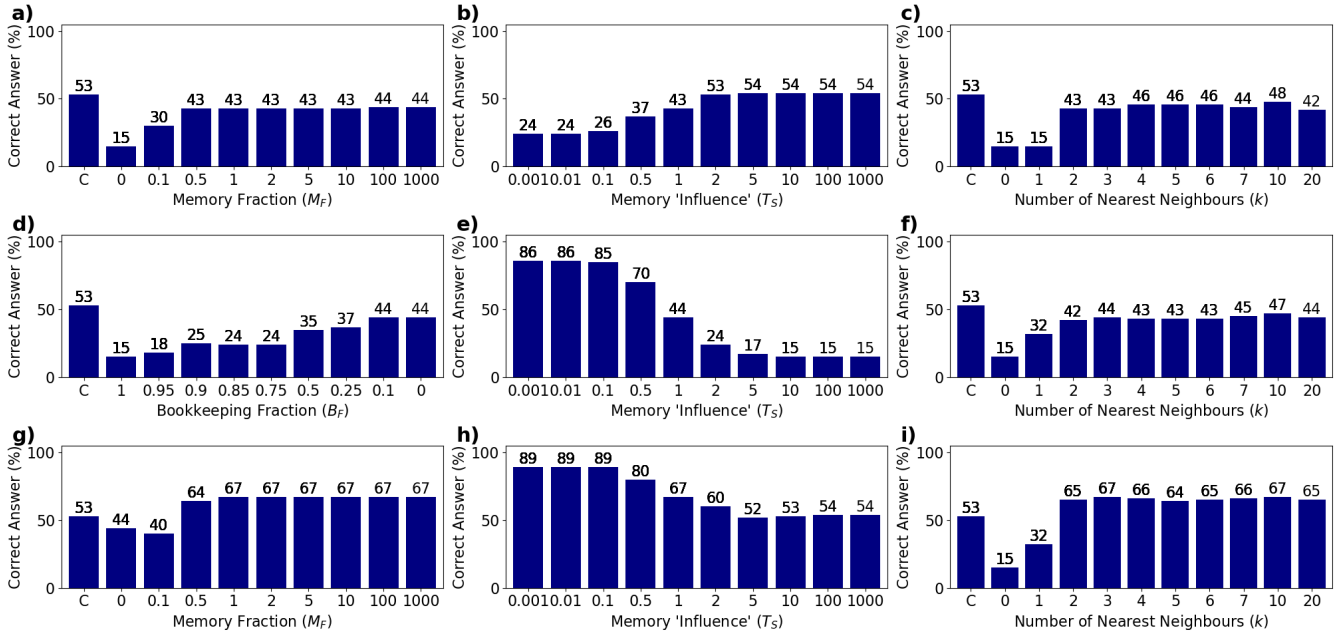 a)
Correct Answer (%)
100
50
0
53 15 30 43 43 43 43 43 44 44
C 0 0.1 0.5 1 2 5 10 100 1000
Memory Fraction (M_F)
b)
Correct Answer (%)
100
50
0
24 24 26 37 43 53 54 54 54 54
0.001 0.01 0.1 0.5 1 2 5 10 100 1000
Memory 'Influence' (T_S)
c)
Correct Answer (%)
100
50
0
53 15 15 43 43 46 46 46 44 48 42
C 0 1 2 3 4 5 6 7 10 20
Number of Nearest Neighbours (k)
d)
Correct Answer (%)
100
50
0
53 15 18 25 24 24 35 37 44 44
C 1 0.95 0.9 0.85 0.75 0.5 0.25 0.1 0
Bookkeeping Fraction (B_F)
e)
Correct Answer (%)
100
50
0
86 86 85 70 44 24 17 15 15 15
0.001 0.01 0.1 0.5 1 2 5 10 100 1000
Memory 'Influence' (T_S)
f)
Correct Answer (%)
100
50
0
53 15 32 42 44 43 43 43 45 47 44
C 0 1 2 3 4 5 6 7 10 20
Number of Nearest Neighbours (k)
g)
Correct Answer (%)
100
50
0
53 44 40 64 67 67 67 67 67 67
C 0 0.1 0.5 1 2 5 10 100 1000
Memory Fraction (M_F)
h)
Correct Answer (%)
100
50
0
89 89 89 80 67 60 52 53 54 54
0.001 0.01 0.1 0.5 1 2 5 10 100 1000
Memory 'Influence' (T_S)
i)
Correct Answer (%)
100
50
0
53 15 32 65 67 66 64 65 66 67 65
C 0 1 2 3 4 5 6 7 10 20
Number of Nearest Neighbours (k)